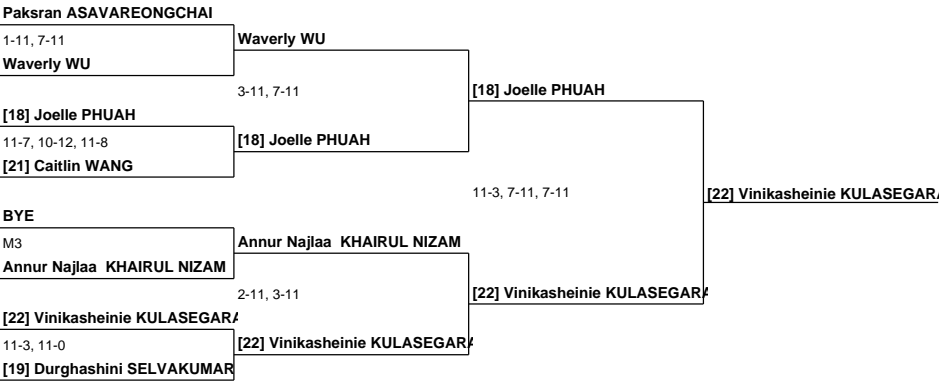 Paksran ASAVAREONGCHAI
1-11, 7-11
Waverly WU
Waverly WU
3-11, 7-11
[18] Joelle PHUAH
[18] Joelle PHUAH
11-7, 10-12, 11-8
[18] Joelle PHUAH
[21] Caitlin WANG
11-3, 7-11, 7-11
[22] Vinikasheinie KULASEGARA
BYE
M3
Annur Najlaa  KHAIRUL NIZAM
Annur Najlaa  KHAIRUL NIZAM
2-11, 3-11
[22] Vinikasheinie KULASEGARA
[22] Vinikasheinie KULASEGARA
11-3, 11-0
[22] Vinikasheinie KULASEGARA
[19] Durghashini SELVAKUMAR